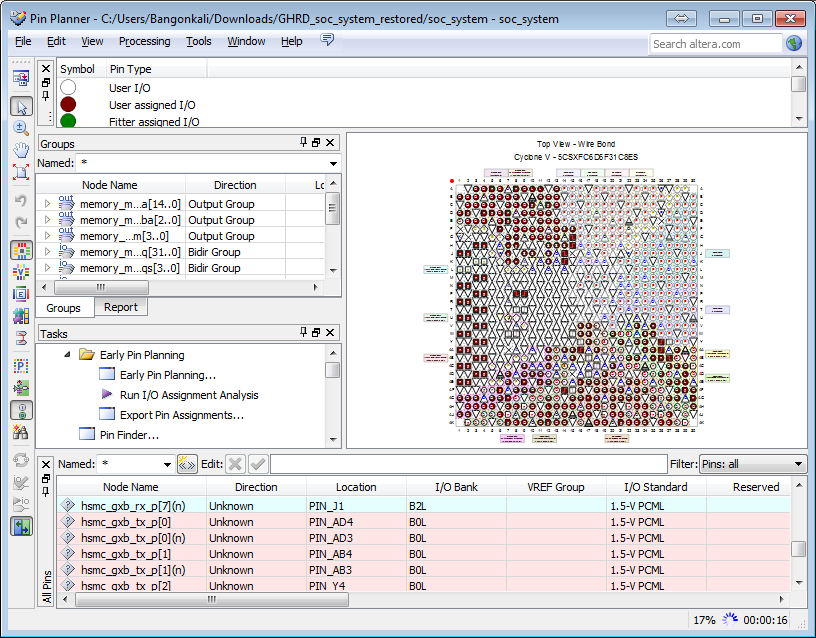 Pin Planner - C:/Users/Bangonkali/Downloads/GHRD_soc_system_restored/soc_system - soc_system
File Edit View Processing Tools Window Help
Search altera.com
Symbol Pin Type
User I/O
User assigned I/O
Fitter assigned I/O
Groups
Named: *
Node Name Direction Lc
out memory_m...a[14..0] Output Group
out memory_m...ba[2..0] Output Group
out memory_...m[3..0] Output Group
io memory_m...q[31..0] Bidir Group
io memory_m...qs[3..0] Bidir Group
Groups Report
Top View - Wire Bond
Cyclone V - 5CSXFC6D6F31C8ES
Tasks
Early Pin Planning
Early Pin Planning...
Run I/O Assignment Analysis
Export Pin Assignments...
Pin Finder...
Named: * Edit: Filter: Pins: all
Node Name Direction Location I/O Bank VREF Group I/O Standard Reserved
hsmc_gxb_rx_p[7](n) Unknown PIN_J1 B2L 1.5-V PCML
hsmc_gxb_tx_p[0] Unknown PIN_AD4 B0L 1.5-V PCML
hsmc_gxb_tx_p[0](n) Unknown PIN_AD3 B0L 1.5-V PCML
hsmc_gxb_tx_p[1] Unknown PIN_AB4 B0L 1.5-V PCML
hsmc_gxb_tx_p[1](n) Unknown PIN_AB3 B0L 1.5-V PCML
hsmc_gxb_tx_p[2] Unknown PIN_Y4 B0L 1.5-V PCML
All Pins
17% 00:00:16